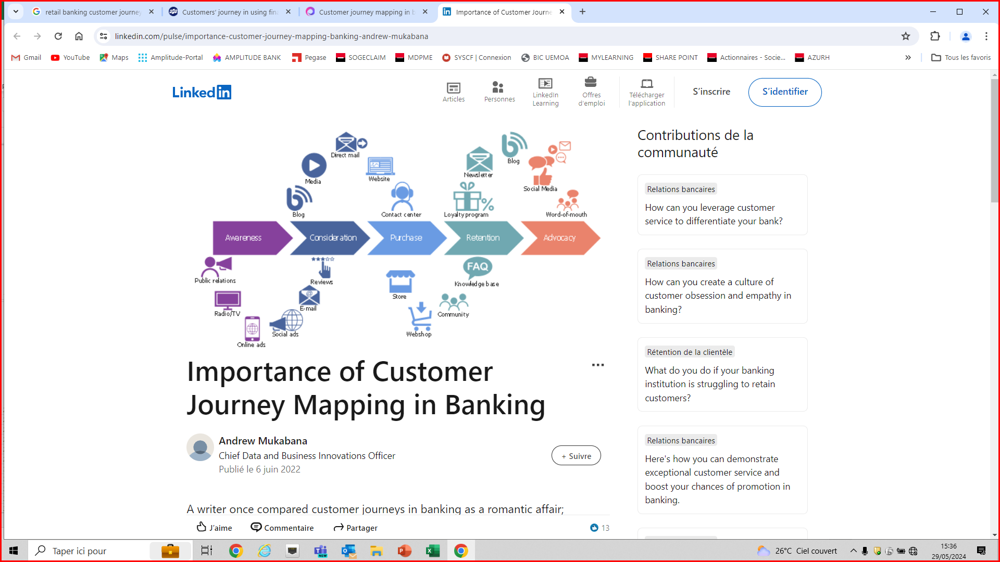 retail banking customer journey
Customers' journey in using fin
Customer journey mapping in b
Importance of Customer Journe
linkedin.com/pulse/importance-customer-journey-mapping-banking-andrew-mukabana
Gmail
YouTube
Maps
Amplitude-Portal
AMPLITUDE BANK
Pegase
SOGECLAIM
MDPME
SYSCF | Connexion
BIC UEMOA
MYLEARNING
SHARE POINT
Actionnaires - Socie...
AZURH
Tous les favoris
Linked in
Articles
Personnes
LinkedIn
Learning
Offres
d'emploi
Télécharger
l'application
S'inscrire
S'identifier
Direct mail
Media
Website
Blog
Contact center
Newsletter
Blog
Social Media
Loyalty program
Word-of-mouth
Awareness
Consideration
Purchase
Retention
Advocacy
Public relations
Radio/TV
Online ads
Social ads
E-mail
Reviews
Store
Webshop
FAQ
Knowledge base
Community
Importance of Customer
Journey Mapping in Banking
Andrew Mukabana
Chief Data and Business Innovations Officer
Publié le 6 juin 2022
+ Suivre
A writer once compared customer journeys in banking as a romantic affair;
J'aime
Commentaire
Partager
13
Contributions de la
communauté
Relations bancaires
How can you leverage customer
service to differentiate your bank?
Relations bancaires
How can you create a culture of
customer obsession and empathy in
banking?
Rétention de la clientèle
What do you do if your banking
institution is struggling to retain
customers?
Relations bancaires
Here's how you can demonstrate
exceptional customer service and
boost your chances of promotion in
banking.
Taper ici pour
NEW
26°C Ciel couvert
15:36
29/05/2024